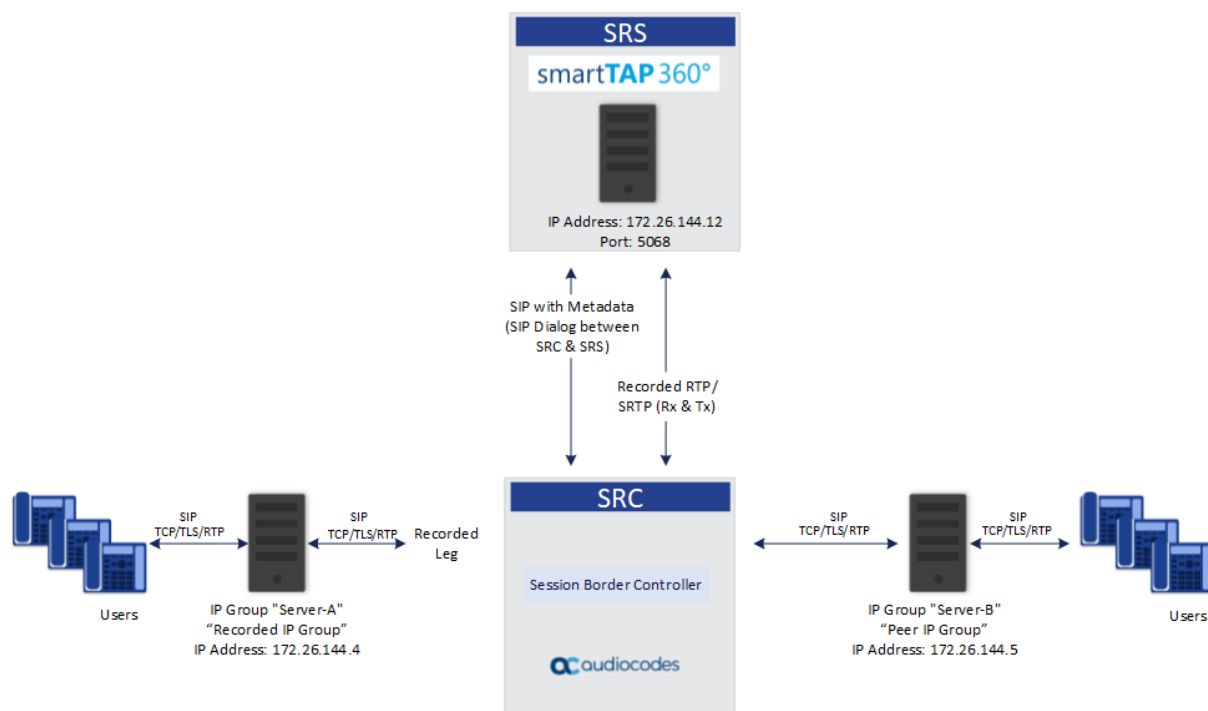 SRS
smartTAP 360°
IP Address: 172.26.144.12
Port: 5068
SIP with Metadata
(SIP Dialog between
SRC & SRS)
Recorded RTP/
SRTP (Rx & Tx)
SRC
Session Border Controller
audiocodes
SIP
TCP/TLS/RTP
SIP
TCP/TLS/RTP
Recorded
Leg
Users
IP Group "Server-A"
“Recorded IP Group”
IP Address: 172.26.144.4
SIP
TCP/TLS/RTP
SIP
TCP/TLS/RTP
IP Group "Server-B"
“Peer IP Group”
IP Address: 172.26.144.5
Users